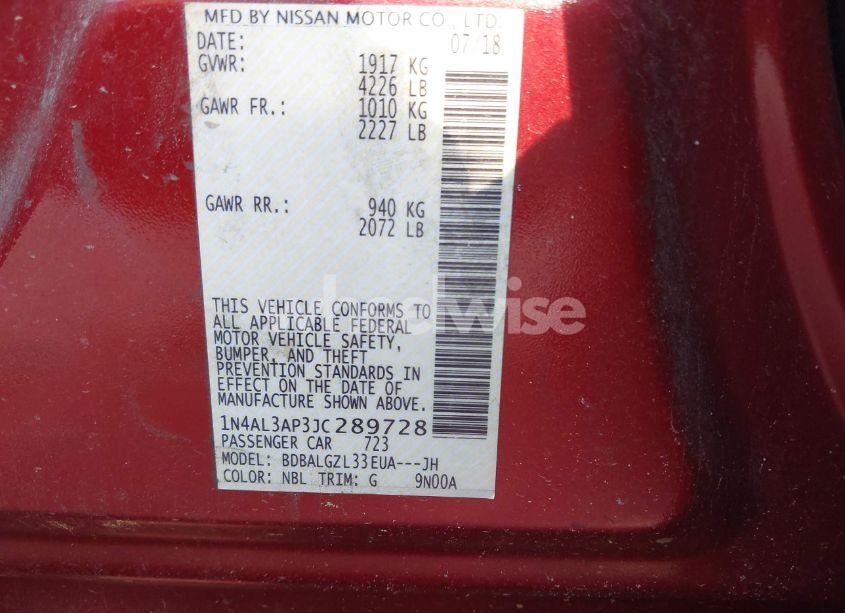 MFD BY NISSAN MOTOR CO., LTD.
DATE: 07/18
GVWR: 1917 KG
4226 LB
GAWR FR.: 1010 KG
2227 LB
GAWR RR.: 940 KG
2072 LB
THIS VEHICLE CONFORMS TO
ALL APPLICABLE FEDERAL
MOTOR VEHICLE SAFETY,
BUMPER, AND THEFT
PREVENTION STANDARDS IN
EFFECT ON THE DATE OF
MANUFACTURE SHOWN ABOVE.
1N4AL3AP3JC289728
PASSENGER CAR 723
MODEL: BDBALGZL33EUA---JH
COLOR: NBL TRIM: G 9N00A